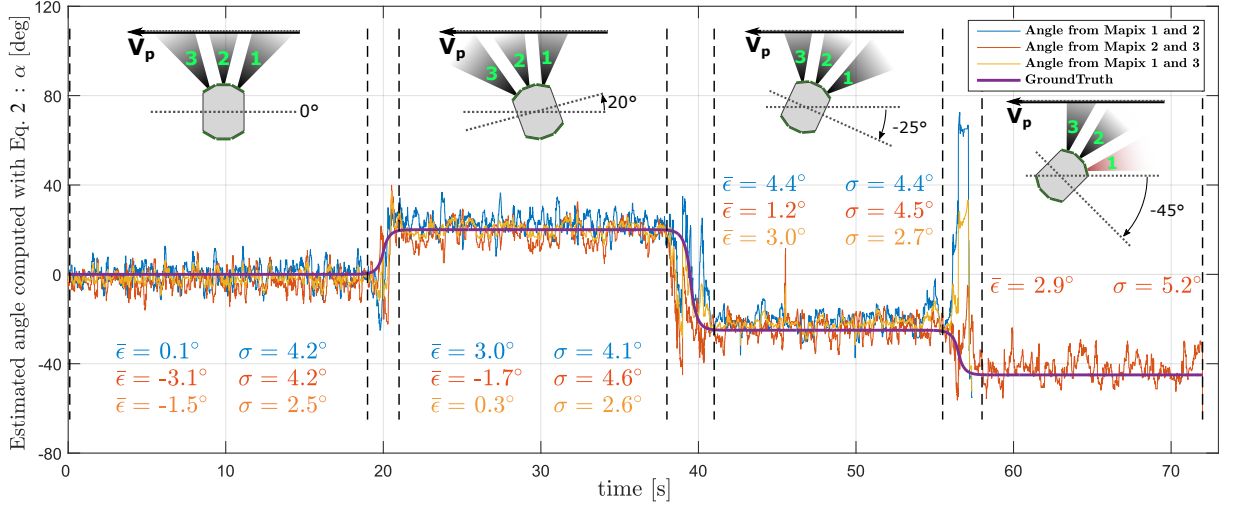 Estimated angle computed with Eq. 2 : α [deg]
120
80
40
0
-40
-80
0
10
20
30
40
50
60
70
time [s]
Angle from Mapix 1 and 2
Angle from Mapix 2 and 3
Angle from Mapix 1 and 3
GroundTruth
Vp
3 2 1
0°
Vp
3 2 1
20°
Vp
3 2 1
-25°
Vp
3 2 1
-45°
ε̄ = 0.1° σ = 4.2°
ε̄ = -3.1° σ = 4.2°
ε̄ = -1.5° σ = 2.5°
ε̄ = 3.0° σ = 4.1°
ε̄ = -1.7° σ = 4.6°
ε̄ = 0.3° σ = 2.6°
ε̄ = 4.4° σ = 4.4°
ε̄ = 1.2° σ = 4.5°
ε̄ = 3.0° σ = 2.7°
ε̄ = 2.9° σ = 5.2°